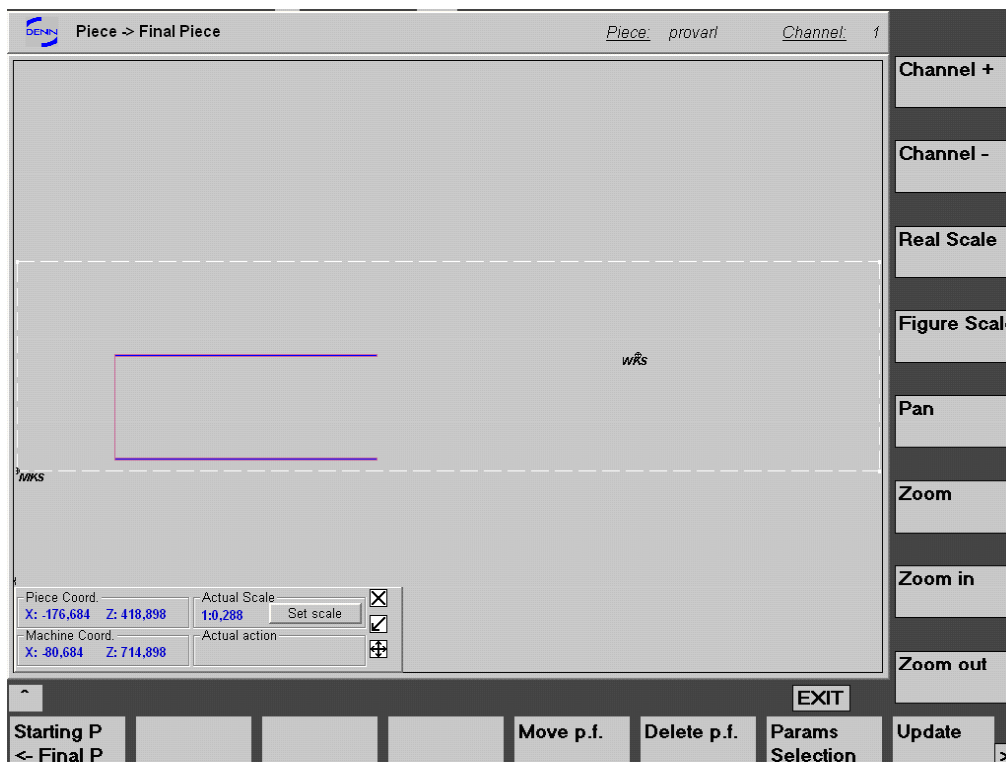 DENN
Piece -> Final Piece
Piece: provarl
Channel: 1
Channel +
Channel -
Real Scale
Figure Scal
Pan
Zoom
Zoom in
Zoom out
WKS
MKS
Piece Coord.
X: -176,684 Z: 418,898
Actual Scale
1:0,288
Set scale
Machine Coord.
X: -80,684 Z: 714,898
Actual action
^
EXIT
Starting P
<- Final P
Move p.f.
Delete p.f.
Params
Selection
Update
>